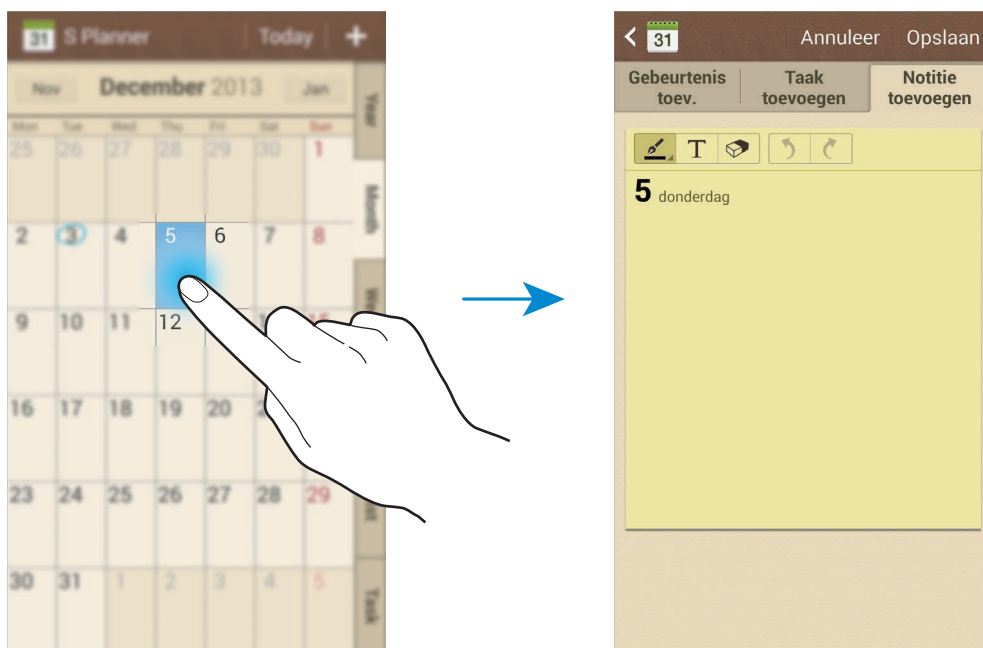 31 S Planner Today +
Nov December 2013 Jan
Mon Tue Wed Thu Fri Sat Sun
25 26 27 28 29 30 1
2 3 4 5 6 7 8
9 10 11 12
16 17 18 19 20
23 24 25 26 27 28 29
30 31 1 2 3 4 5
Year
Month
Task
31 Annuleer Opslaan
Gebeurtenis
toev.
Taak
toevoegen
Notitie
toevoegen
T
5 donderdag